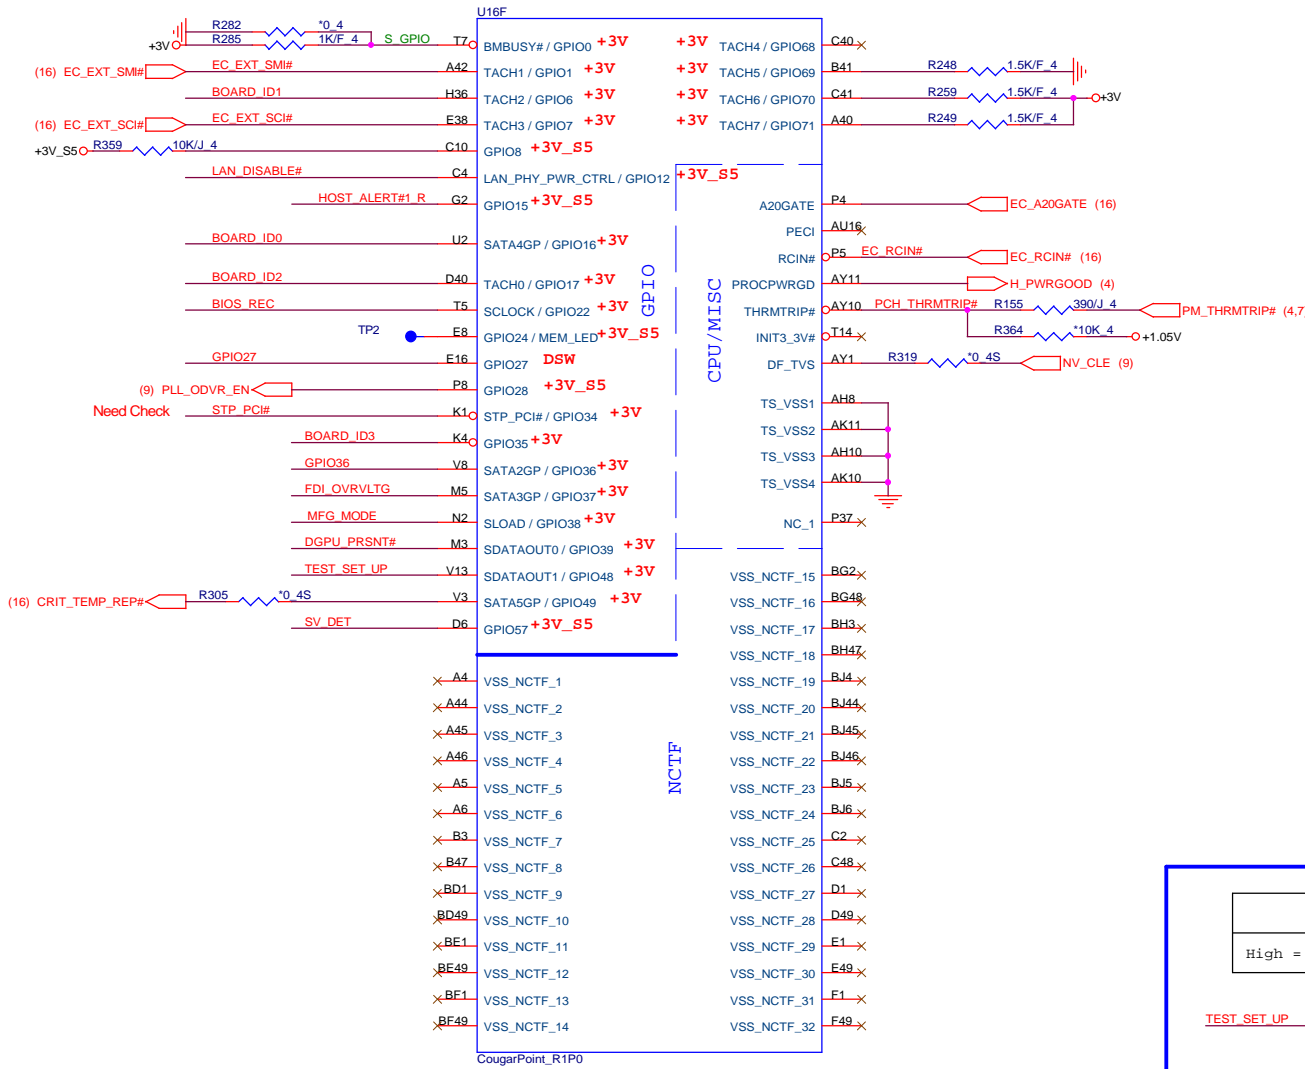 U16F
R282 *0_4
+3V R285 1K/F_4 S_GPIO T7 BMBUSY# / GPIO0 +3V +3V TACH4 / GPIO68 C40
(16) EC_EXT_SMI# EC_EXT_SMI# A42 TACH1 / GPIO1 +3V +3V TACH5 / GPIO69 B41 R248 1.5K/F_4
BOARD_ID1 H36 TACH2 / GPIO6 +3V +3V TACH6 / GPIO70 C41 R259 1.5K/F_4 +3V
(16) EC_EXT_SCI# EC_EXT_SCI# E38 TACH3 / GPIO7 +3V +3V TACH7 / GPIO71 A40 R249 1.5K/F_4
+3V_S5 R359 10K/J_4 C10 GPIO8 +3V_S5
LAN_DISABLE# C4 LAN_PHY_PWR_CTRL / GPIO12 +3V_S5
HOST_ALERT#1_R G2 GPIO15 +3V_S5 A20GATE P4 EC_A20GATE (16)
PECI AU16
BOARD_ID0 U2 SATA4GP / GPIO16 +3V RCIN# P5 EC_RCIN# EC_RCIN# (16)
BOARD_ID2 D40 TACH0 / GPIO17 +3V PROCPWRGD AY11 H_PWRGOOD (4)
BIOS_REC T5 SCLOCK / GPIO22 +3V THRMTRIP# AY10 PCH_THRMTRIP# R155 390/J_4 PM_THRMTRIP# (4,7
TP2 E8 GPIO24 / MEM_LED +3V_S5 INIT3_3V# T14 R364 *10K_4 +1.05V
GPIO27 E16 GPIO27 DSW DF_TVS AY1 R319 *0_4S NV_CLE (9)
GPIO
CPU/MISC
(9) PLL_ODVR_EN P8 GPIO28 +3V_S5
Need Check STP_PCI# K1 STP_PCI# / GPIO34 +3V TS_VSS1 AH8
BOARD_ID3 K4 GPIO35 +3V TS_VSS2 AK11
GPIO36 V8 SATA2GP / GPIO36 +3V TS_VSS3 AH10
FDI_OVRVLTG M5 SATA3GP / GPIO37 +3V TS_VSS4 AK10
MFG_MODE N2 SLOAD / GPIO38 +3V NC_1 P37
DGPU_PRSNT# M3 SDATAOUT0 / GPIO39 +3V
TEST_SET_UP V13 SDATAOUT1 / GPIO48 +3V VSS_NCTF_15 BG2
(16) CRIT_TEMP_REP# R305 *0_4S V3 SATA5GP / GPIO49 +3V VSS_NCTF_16 BG48
SV_DET D6 GPIO57 +3V_S5 VSS_NCTF_17 BH3
VSS_NCTF_18 BH47
A4 VSS_NCTF_1 VSS_NCTF_19 BJ4
A44 VSS_NCTF_2 VSS_NCTF_20 BJ44
A45 VSS_NCTF_3 VSS_NCTF_21 BJ45
A46 VSS_NCTF_4 VSS_NCTF_22 BJ46
NCTF
A5 VSS_NCTF_5 VSS_NCTF_23 BJ5
A6 VSS_NCTF_6 VSS_NCTF_24 BJ6
B3 VSS_NCTF_7 VSS_NCTF_25 C2
B47 VSS_NCTF_8 VSS_NCTF_26 C48
BD1 VSS_NCTF_9 VSS_NCTF_27 D1
BD49 VSS_NCTF_10 VSS_NCTF_28 D49
BE1 VSS_NCTF_11 VSS_NCTF_29 E1
BE49 VSS_NCTF_12 VSS_NCTF_30 E49
BF1 VSS_NCTF_13 VSS_NCTF_31 F1
BF49 VSS_NCTF_14 VSS_NCTF_32 F49
CougarPoint_R1P0
High =
TEST_SET_UP